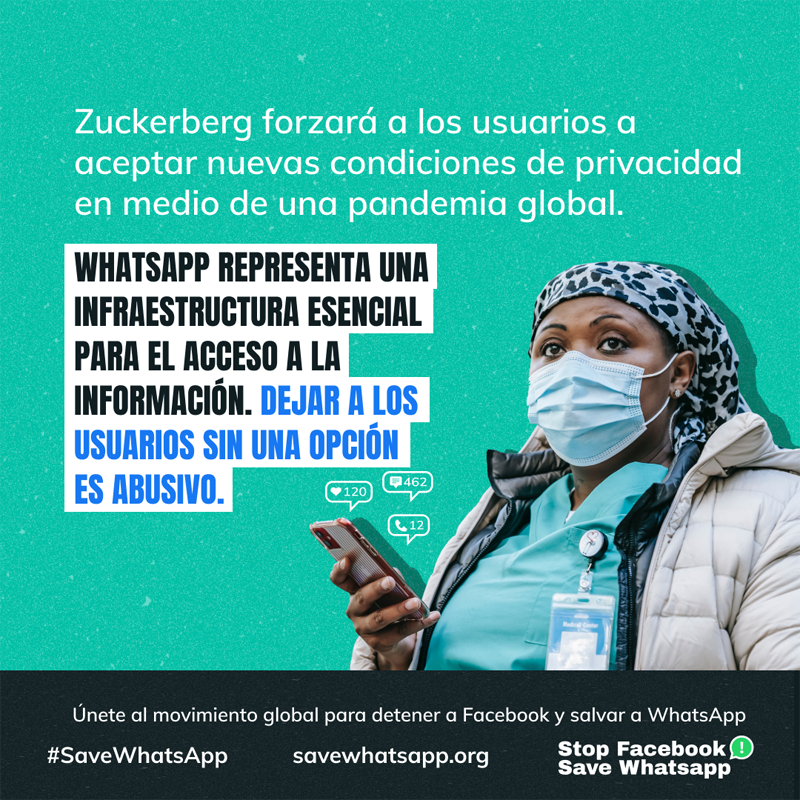 Zuckerberg forzará a los usuarios a
aceptar nuevas condiciones de privacidad
en medio de una pandemia global.
WHATSAPP REPRESENTA UNA
INFRAESTRUCTURA ESENCIAL
PARA EL ACCESO A LA
INFORMACIÓN. DEJAR A LOS
USUARIOS SIN UNA OPCIÓN
ES ABUSIVO.
120
462
12
Medical Center
Únete al movimiento global para detener a Facebook y salvar a WhatsApp
#SaveWhatsApp
savewhatsapp.org
Stop Facebook
Save Whatsapp